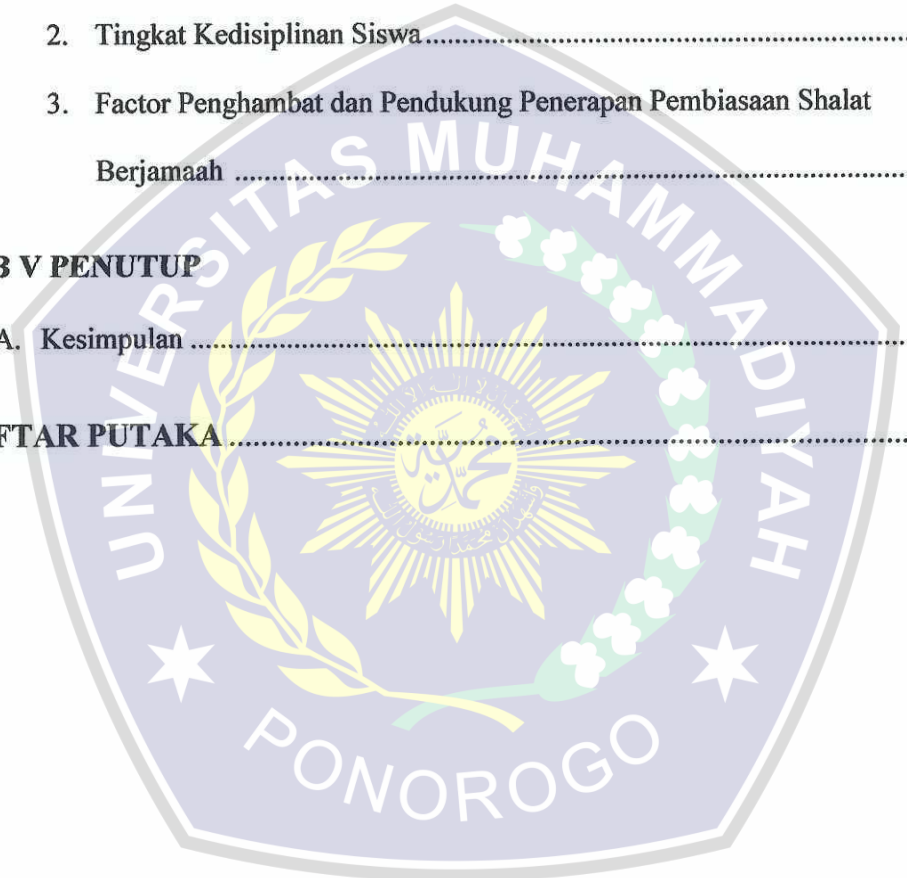 2. Tingkat Kedisiplinan Siswa
3. Factor Penghambat dan Pendukung Penerapan Pembiasaan Shalat
Berjamaah
B V PENUTUP
A. Kesimpulan
FTAR PUTAKA
UNIVERSITAS MUHAMMADIYAH
PONOROGO
محمدية